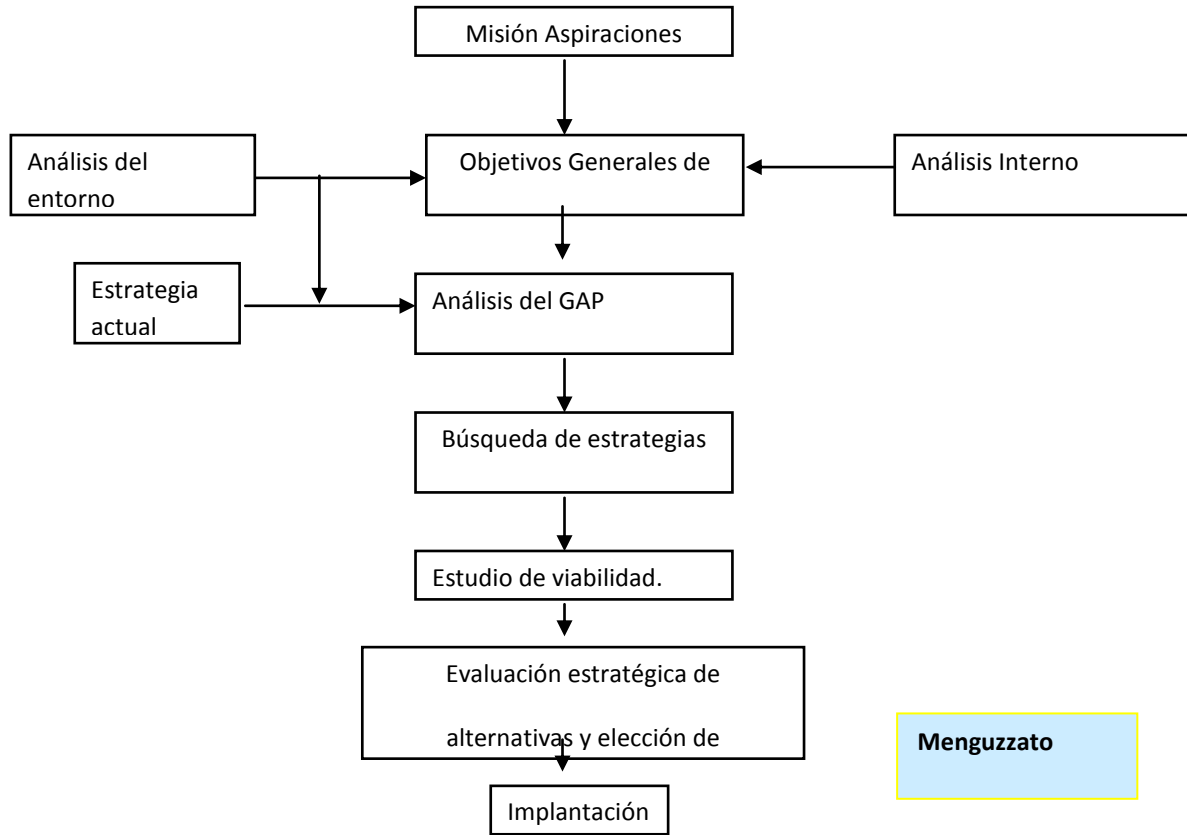 Misión Aspiraciones
Análisis del
entorno
Objetivos Generales de
Análisis Interno
Estrategia
actual
Análisis del GAP
Búsqueda de estrategias
Estudio de viabilidad.
Evaluación estratégica de
alternativas y elección de
Menguzzato
Implantación